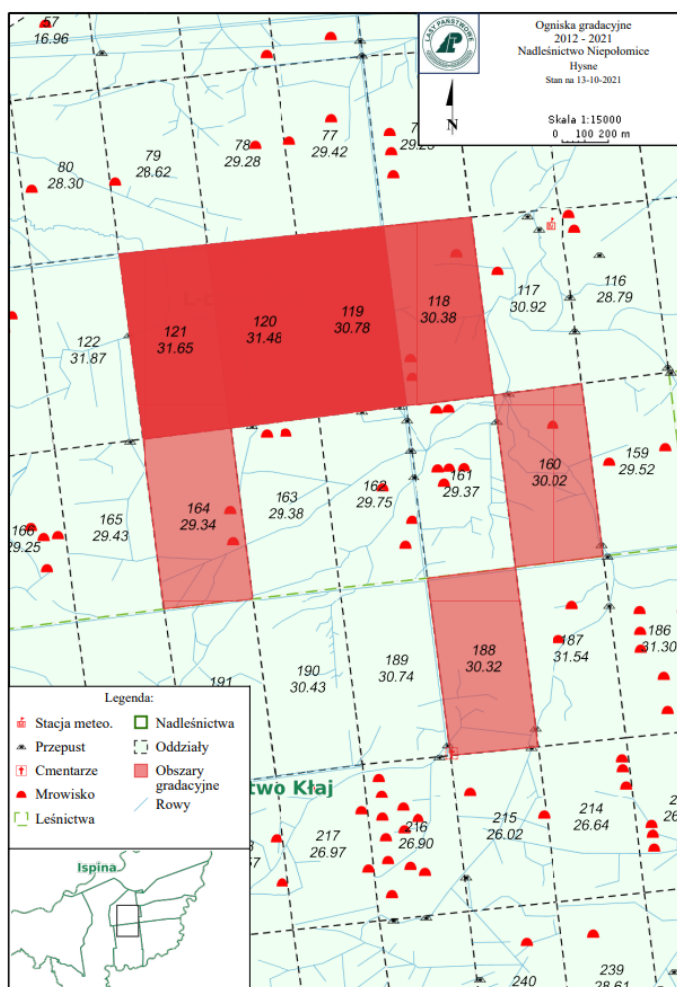 57
16.96
LASY PAŃSTWOWE
Ogniska gradacyjne
2012 - 2021
Nadleśnictwo Niepołomice
Hysne
Stan na 13-10-2021
N
Skala 1:15000
0 100 200 m
80
28.30
79
28.62
78
29.28
77
29.42
122
31.87
121
31.65
120
31.48
119
30.78
118
30.38
117
30.92
116
28.79
166
29.25
165
29.43
164
29.34
163
29.38
162
29.75
161
29.37
160
30.02
159
29.52
191
190
30.43
189
30.74
188
30.32
187
31.54
186
31.30
two Kłaj
217
26.97
216
26.90
215
26.02
214
26.64
240
239
28.61
Legenda:
Stacja meteo.
Przepust
Cmentarze
Mrowisko
Leśnictwa
Nadleśnictwa
Oddziały
Obszary
gradacyjne
Rowy
Ispina